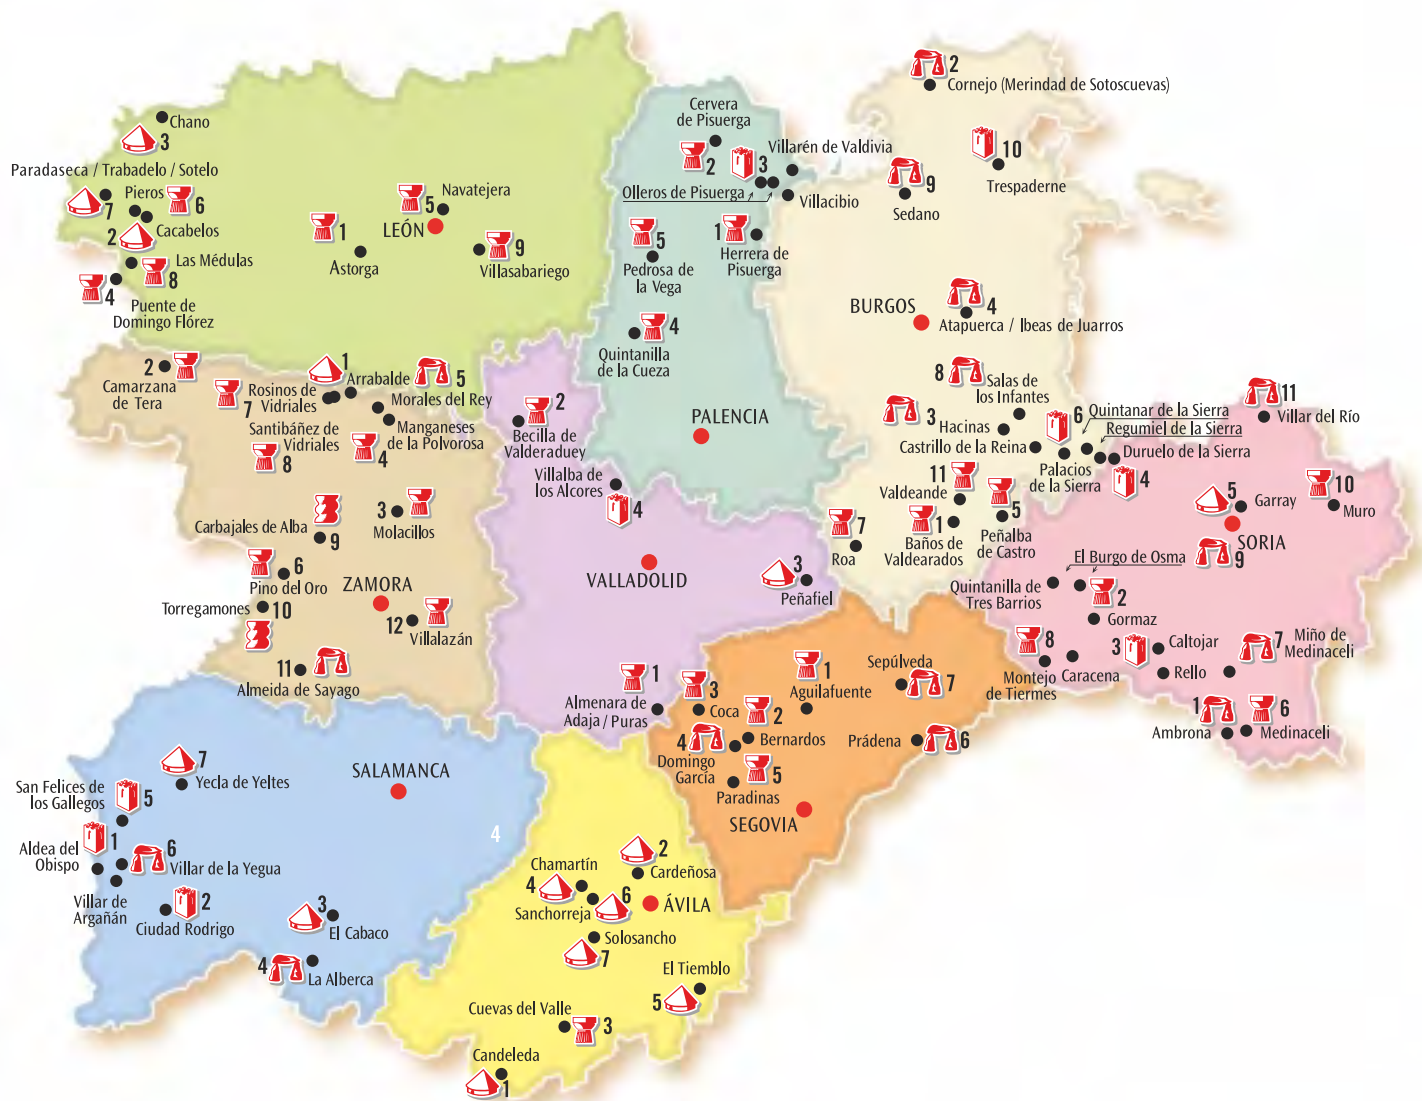 2
Cornejo (Merindad de Sotoscuevas)
10
Trespaderne
9
Sedano
BURGOS
4
Atapuerca / Ibeas de Juarros
8
Salas de
los Infantes
3
Hacinas
Castrillo de la Reina
6
Palacios
de la Sierra
Quintanar de la Sierra
Regumiel de la Sierra
11
Valdeande
5
Peñalba
de Castro
1
Baños de
Valdearados
7
Roa
Chano
3
Paradaseca / Trabadelo / Sotelo
7
Pieros
6
Cacabelos
2
Las Médulas
8
4
Puente de
Domingo Flórez
1
Astorga
5
Navatejera
LEÓN
9
Villasabariego
Cervera
de Pisuerga
2
3
Villarén de Valdivia
Olleros de Pisuerga
Villacibio
5
Pedrosa de
la Vega
1
Herrera de
Pisuerga
4
Quintanilla
de la Cueza
PALENCIA
2
Camarzana
de Tera
7
Rosinos de
Vidriales
1
Arrabalde
5
Morales del Rey
Santibáñez de
Vidriales
8
Manganeses
de la Polvorosa
4
3
Molacillos
Carbajales de Alba
9
6
Pino del Oro
ZAMORA
Torregamones
10
12
Villalazán
11
Almeida de Sayago
2
Becilla de
Valderaduey
Villalba de
los Alcores
4
VALLADOLID
3
Peñafiel
1
Almenara de
Adaja / Puras
11
Villar del Río
Duruelo de la Sierra
4
5
Garray
10
Muro
SORIA
9
El Burgo de Osma
Quintanilla de
Tres Barrios
2
Gormaz
8
Montejo
de Tiermes
Caracena
3
Caltojar
Rello
7
Miño de
Medinaceli
1
Ambrona
6
Medinaceli
3
Coca
1
Aguilafuente
Sepúlveda
7
2
Bernardos
4
Domingo
García
Prádena
6
5
Paradinas
SEGOVIA
7
Yecla de Yeltes
SALAMANCA
San Felices de
los Gallegos
5
4
1
Aldea del
Obispo
6
Villar de la Yegua
Villar de
Argañán
2
Ciudad Rodrigo
3
El Cabaco
4
La Alberca
2
Cardeñosa
Chamartín
4
Sanchorreja
6
ÁVILA
Solosancho
7
El Tiemblo
5
Cuevas del Valle
3
Candeleda
1